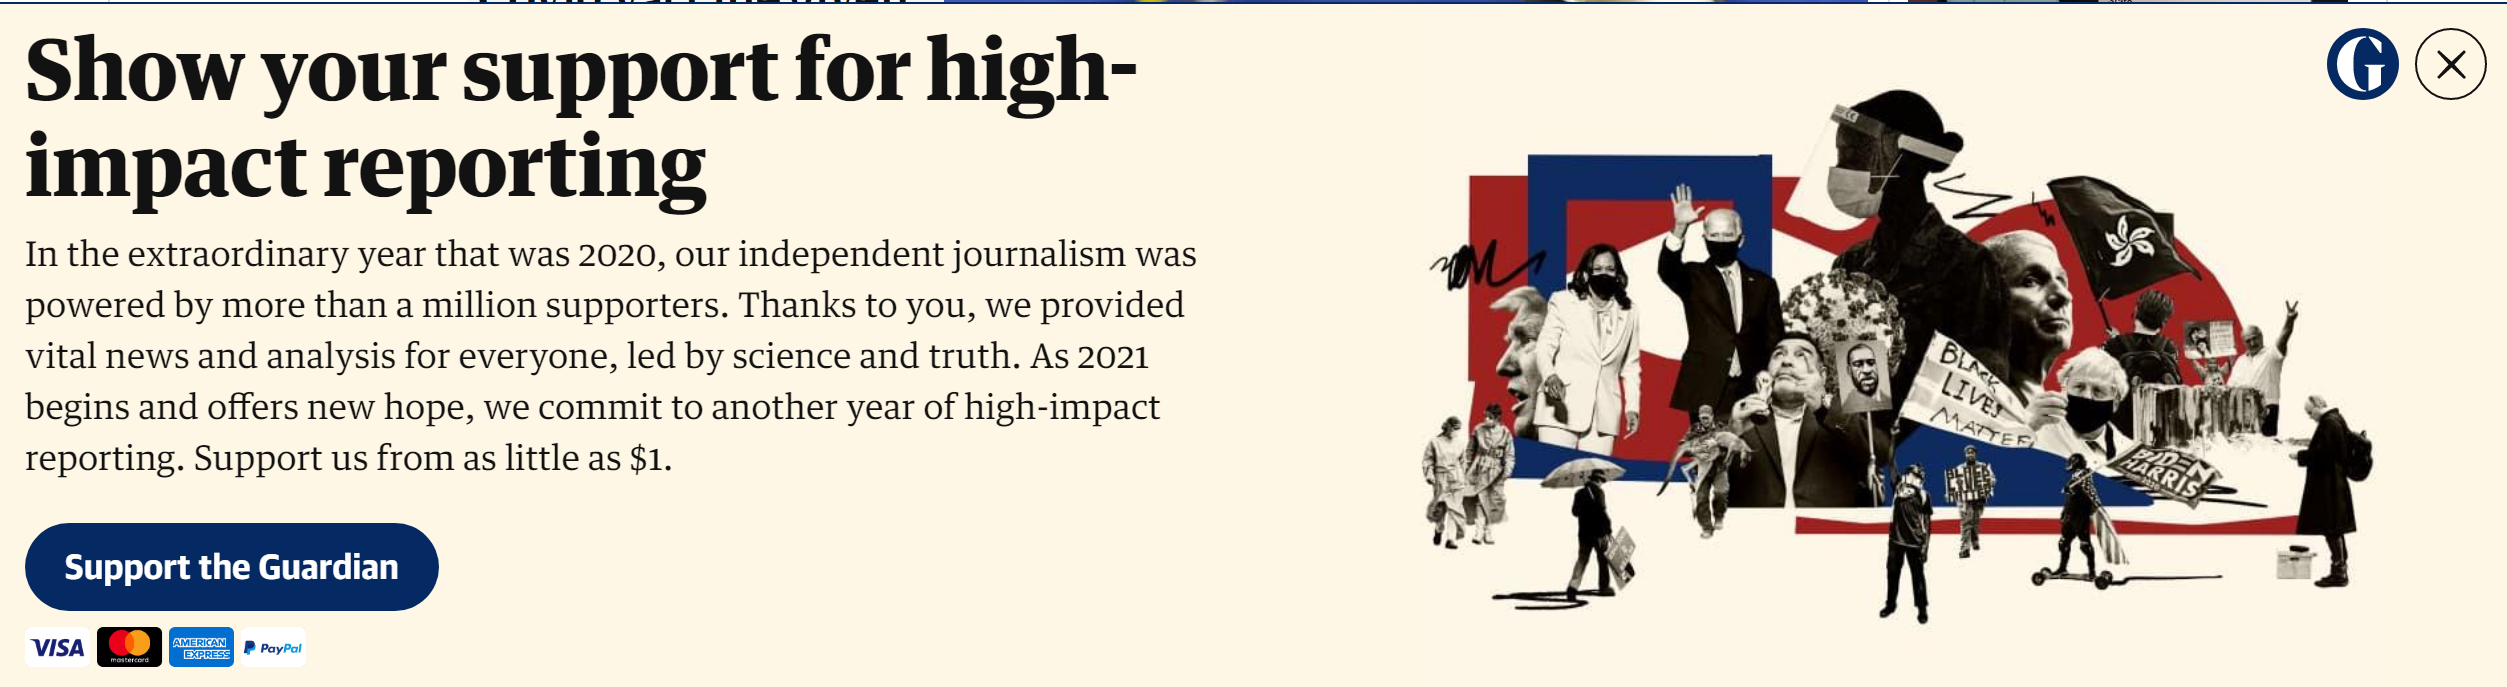 Show your support for high-
impact reporting
In the extraordinary year that was 2020, our independent journalism was
powered by more than a million supporters. Thanks to you, we provided
vital news and analysis for everyone, led by science and truth. As 2021
begins and offers new hope, we commit to another year of high-impact
reporting. Support us from as little as $1.
Support the Guardian
VISA
mastercard
AMERICAN
EXPRESS
PayPal
G
BLACK
LIVES
MATTER
BLACK
LIVES
MATTER
BIDEN
HARRIS